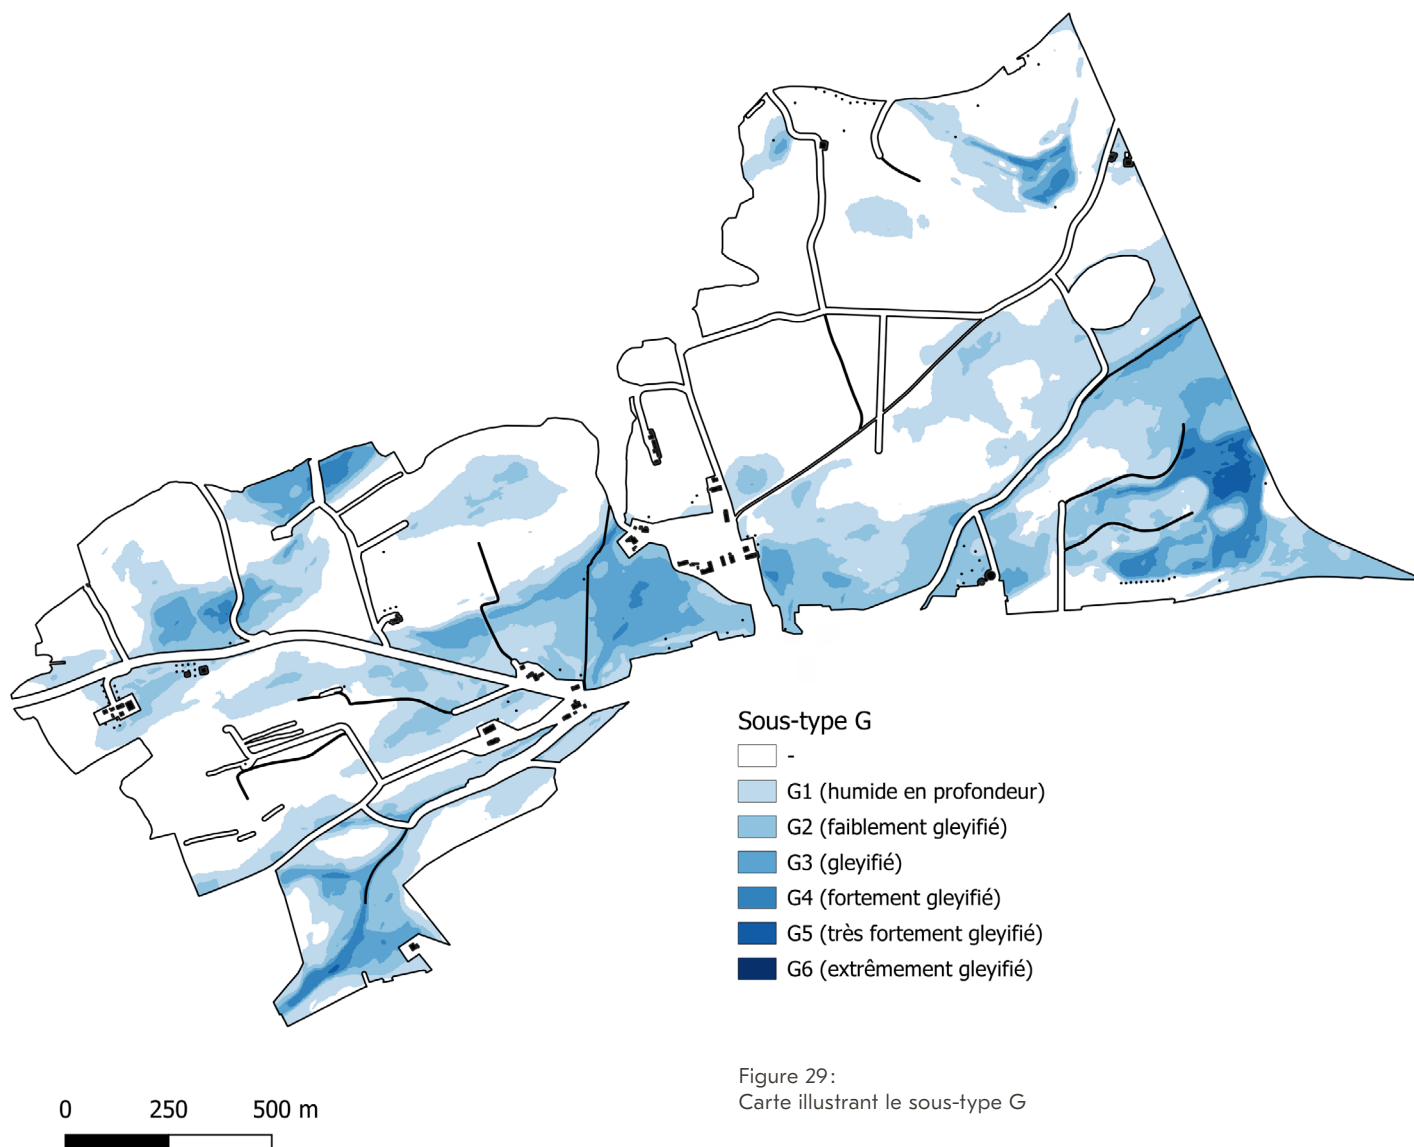 Sous-type G
-
G1 (humide en profondeur)
G2 (faiblement gleyifié)
G3 (gleyifié)
G4 (fortement gleyifié)
G5 (très fortement gleyifié)
G6 (extrêmement gleyifié)
Figure 29:
Carte illustrant le sous-type G
0 250 500 m